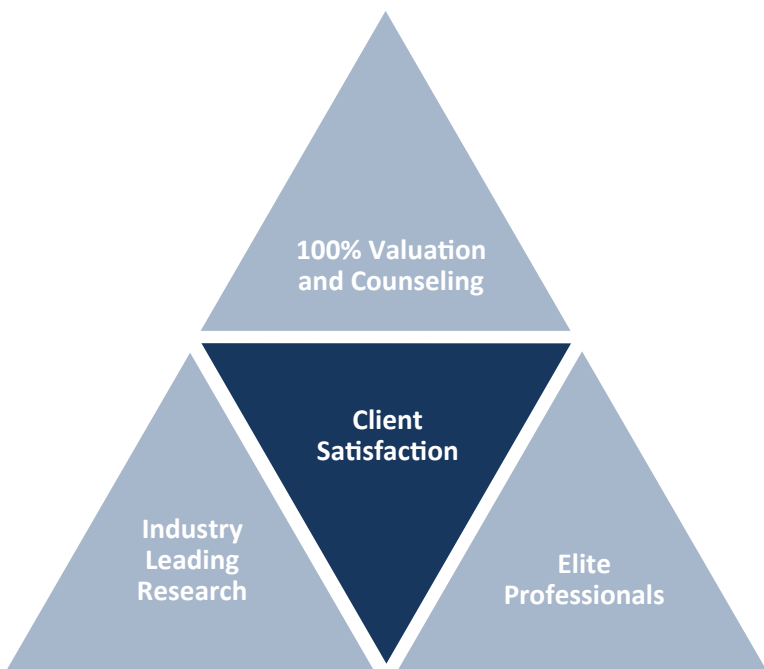 100% Valuation
and Counseling
Client
Satisfaction
Industry
Leading
Research
Elite
Professionals